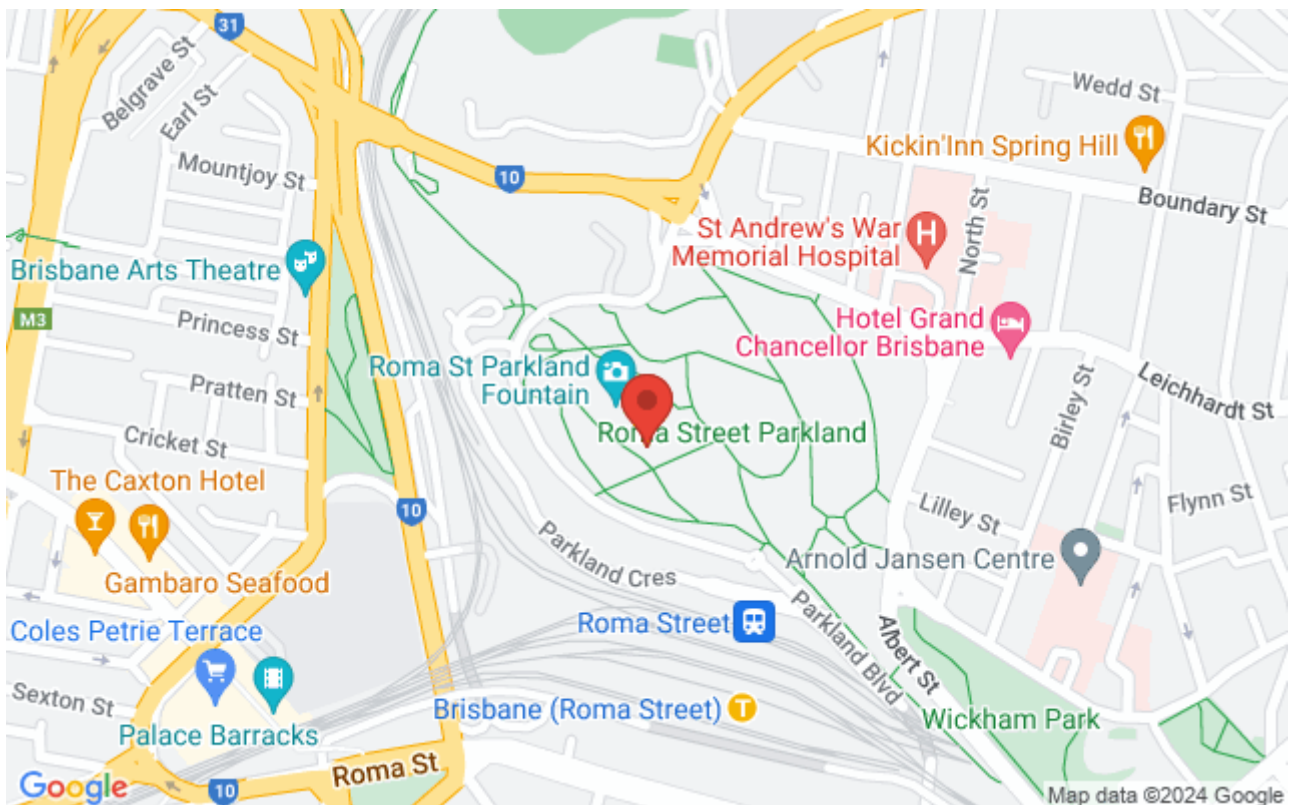 31
Belgrave St
Earl St
Wedd St
Kickin'Inn Spring Hill
Mountjoy St
10
Boundary St
St Andrew's War
Memorial Hospital
North St
Brisbane Arts Theatre
M3
Princess St
Hotel Grand
Chancellor Brisbane
Roma St Parkland
Fountain
Pratten St
Birley St
Leichhardt St
Roma Street Parkland
Cricket St
The Caxton Hotel
10
Lilley St
Flynn St
Gambaro Seafood
Parkland Cres
Arnold Jansen Centre
Coles Petrie Terrace
Roma Street
Parkland Blvd
Albert St
Sexton St
Brisbane (Roma Street)
T
Wickham Park
Palace Barracks
Roma St
Google
10
Map data ©2024 Google
H